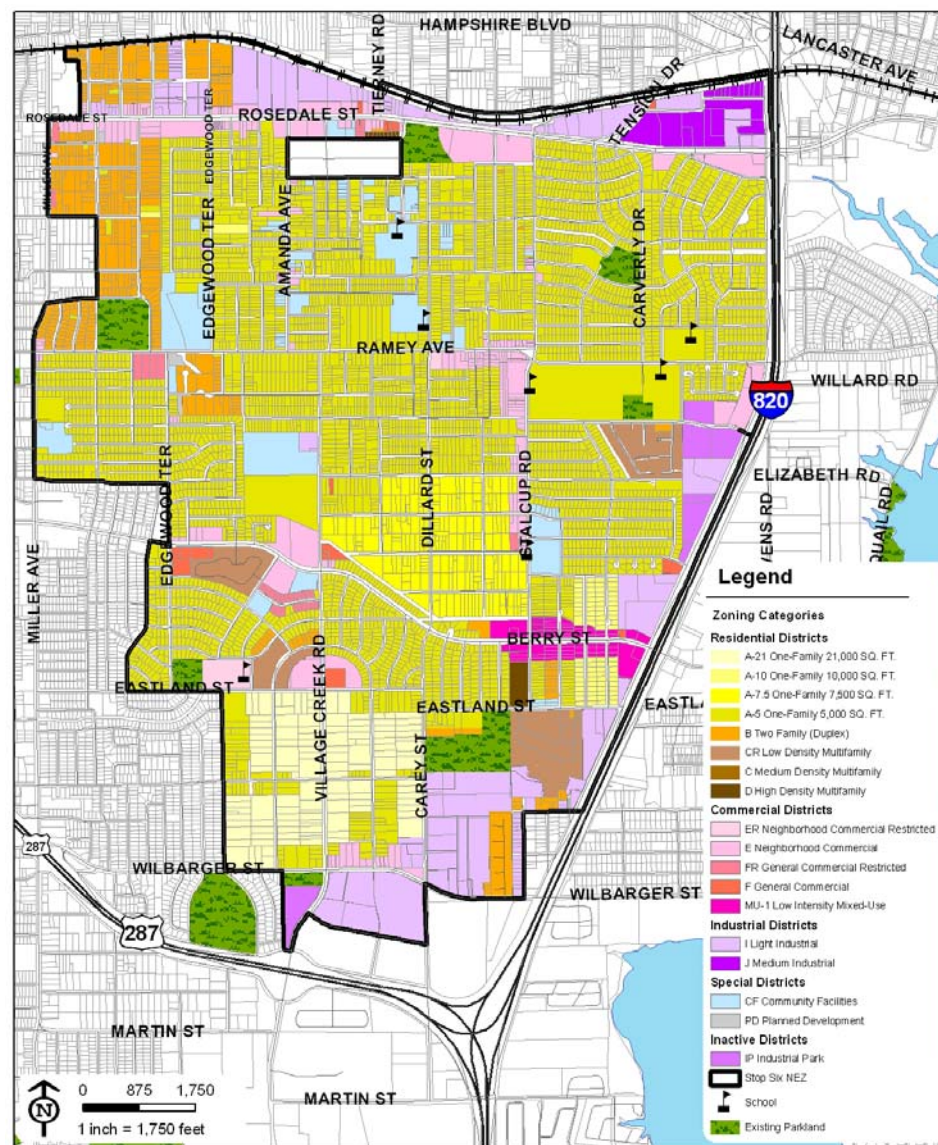 HAMPSHIRE BLVD
LANCASTER AVE
TIERNEY RD
TENSION DR
ROSEDALE ST
ROSEDALE ST
EDGEWOOD TER
EDGEWOOD TER
AMANDA AVE
CARVERLY DR
RAMEY AVE
820
WILLARD RD
ELIZABETH RD
EDGEWOOD TER
DILLARD ST
STALCUP RD
QUAIL RD
MILLER AVE
BERRY ST
VILLAGE CREEK RD
EASTLAND ST
EASTLAND ST
CAREY ST
WILBARGER ST
WILBARGER ST
287
287
MARTIN ST
MARTIN ST
N
0 875 1,750
1 inch = 1,750 feet
Legend
Zoning Categories
Residential Districts
A-21 One-Family 21,000 SQ. FT.
A-10 One-Family 10,000 SQ. FT.
A-7.5 One-Family 7,500 SQ. FT.
A-5 One-Family 5,000 SQ. FT.
B Two Family (Duplex)
CR Low Density Multifamily
C Medium Density Multifamily
D High Density Multifamily
Commercial Districts
ER Neighborhood Commercial Restricted
E Neighborhood Commercial
FR General Commercial Restricted
F General Commercial
MU-1 Low Intensity Mixed-Use
Industrial Districts
I Light Industrial
J Medium Industrial
Special Districts
CF Community Facilities
PD Planned Development
Inactive Districts
IP Industrial Park
Stop Six NEZ
School
Existing Parkland